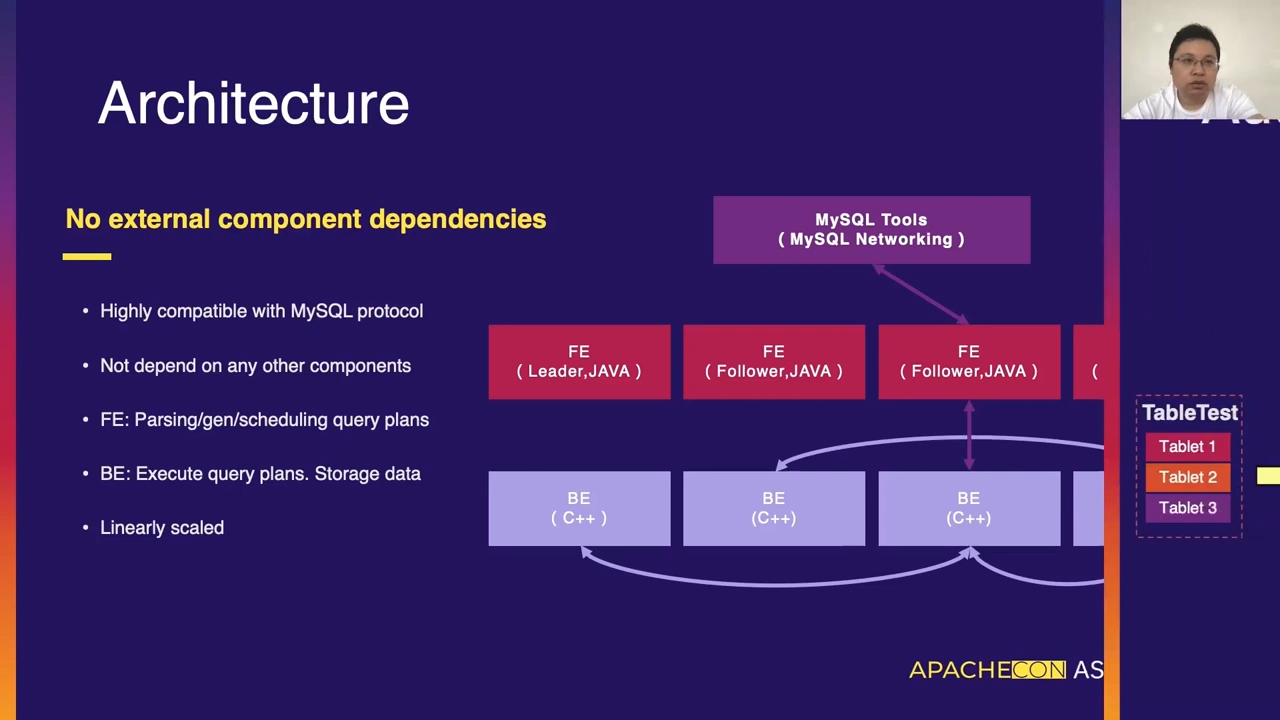 Architecture
No external component dependencies
• Highly compatible with MySQL protocol
• Not depend on any other components
• FE: Parsing/gen/scheduling query plans
• BE: Execute query plans. Storage data
• Linearly scaled
MySQL Tools
( MySQL Networking )
FE
( Leader,JAVA )
FE
( Follower,JAVA )
FE
( Follower,JAVA )
(
BE
( C++ )
BE
(C++)
BE
(C++)
TableTest
Tablet 1
Tablet 2
Tablet 3
APACHECON AS